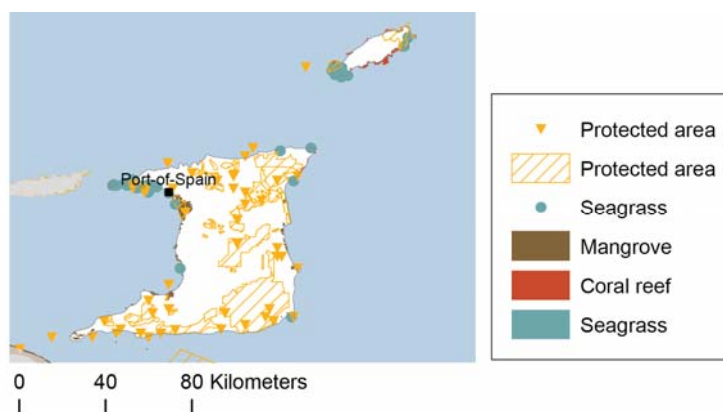 Port-of-Spain
Protected area
Protected area
Seagrass
Mangrove
Coral reef
Seagrass
0 40 80 Kilometers